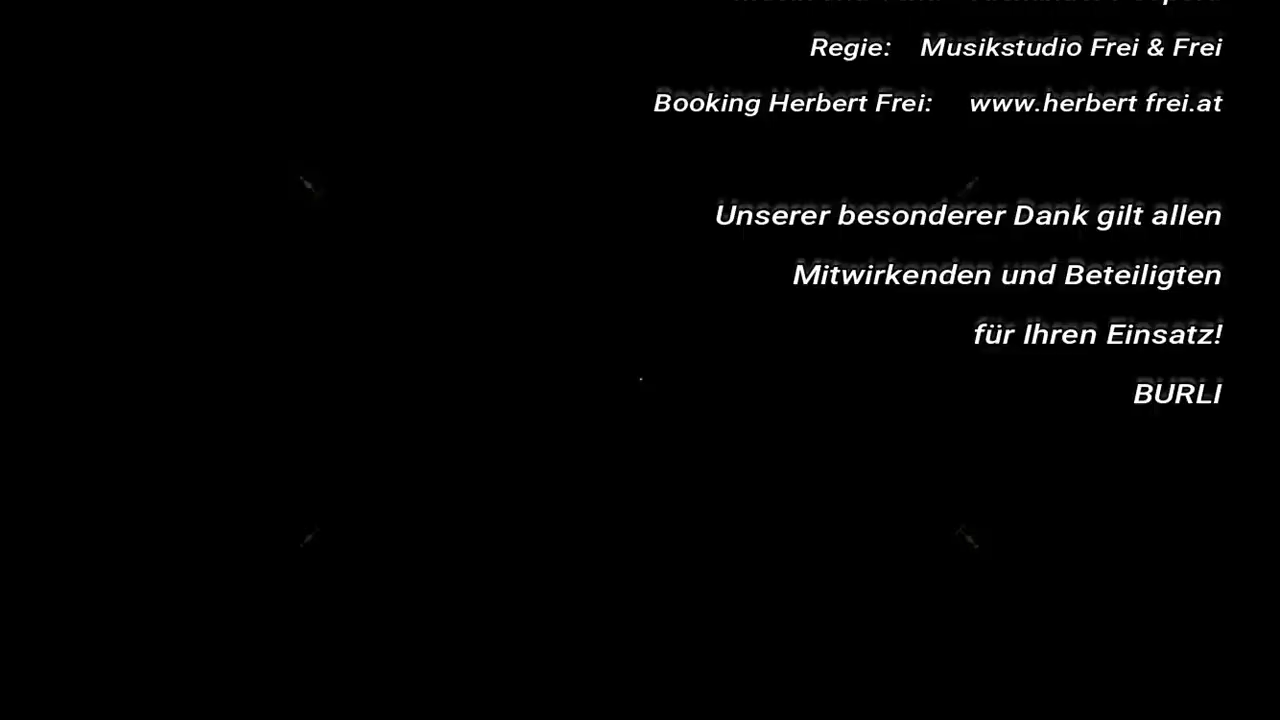 Regie: Musikstudio Frei & Frei
Booking Herbert Frei: www.herbert frei.at
Unserer besonderer Dank gilt allen
Mitwirkenden und Beteiligten
für Ihren Einsatz!
BURLI